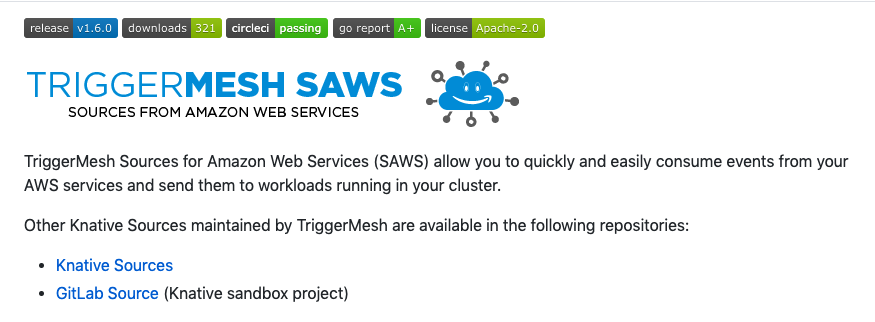 release v1.6.0 downloads 321 circleci passing go report A+ license Apache-2.0
TRIGGERMESH SAWS
SOURCES FROM AMAZON WEB SERVICES
TriggerMesh Sources for Amazon Web Services (SAWS) allow you to quickly and easily consume events from your
AWS services and send them to workloads running in your cluster.
Other Knative Sources maintained by TriggerMesh are available in the following repositories:
• Knative Sources
• GitLab Source (Knative sandbox project)